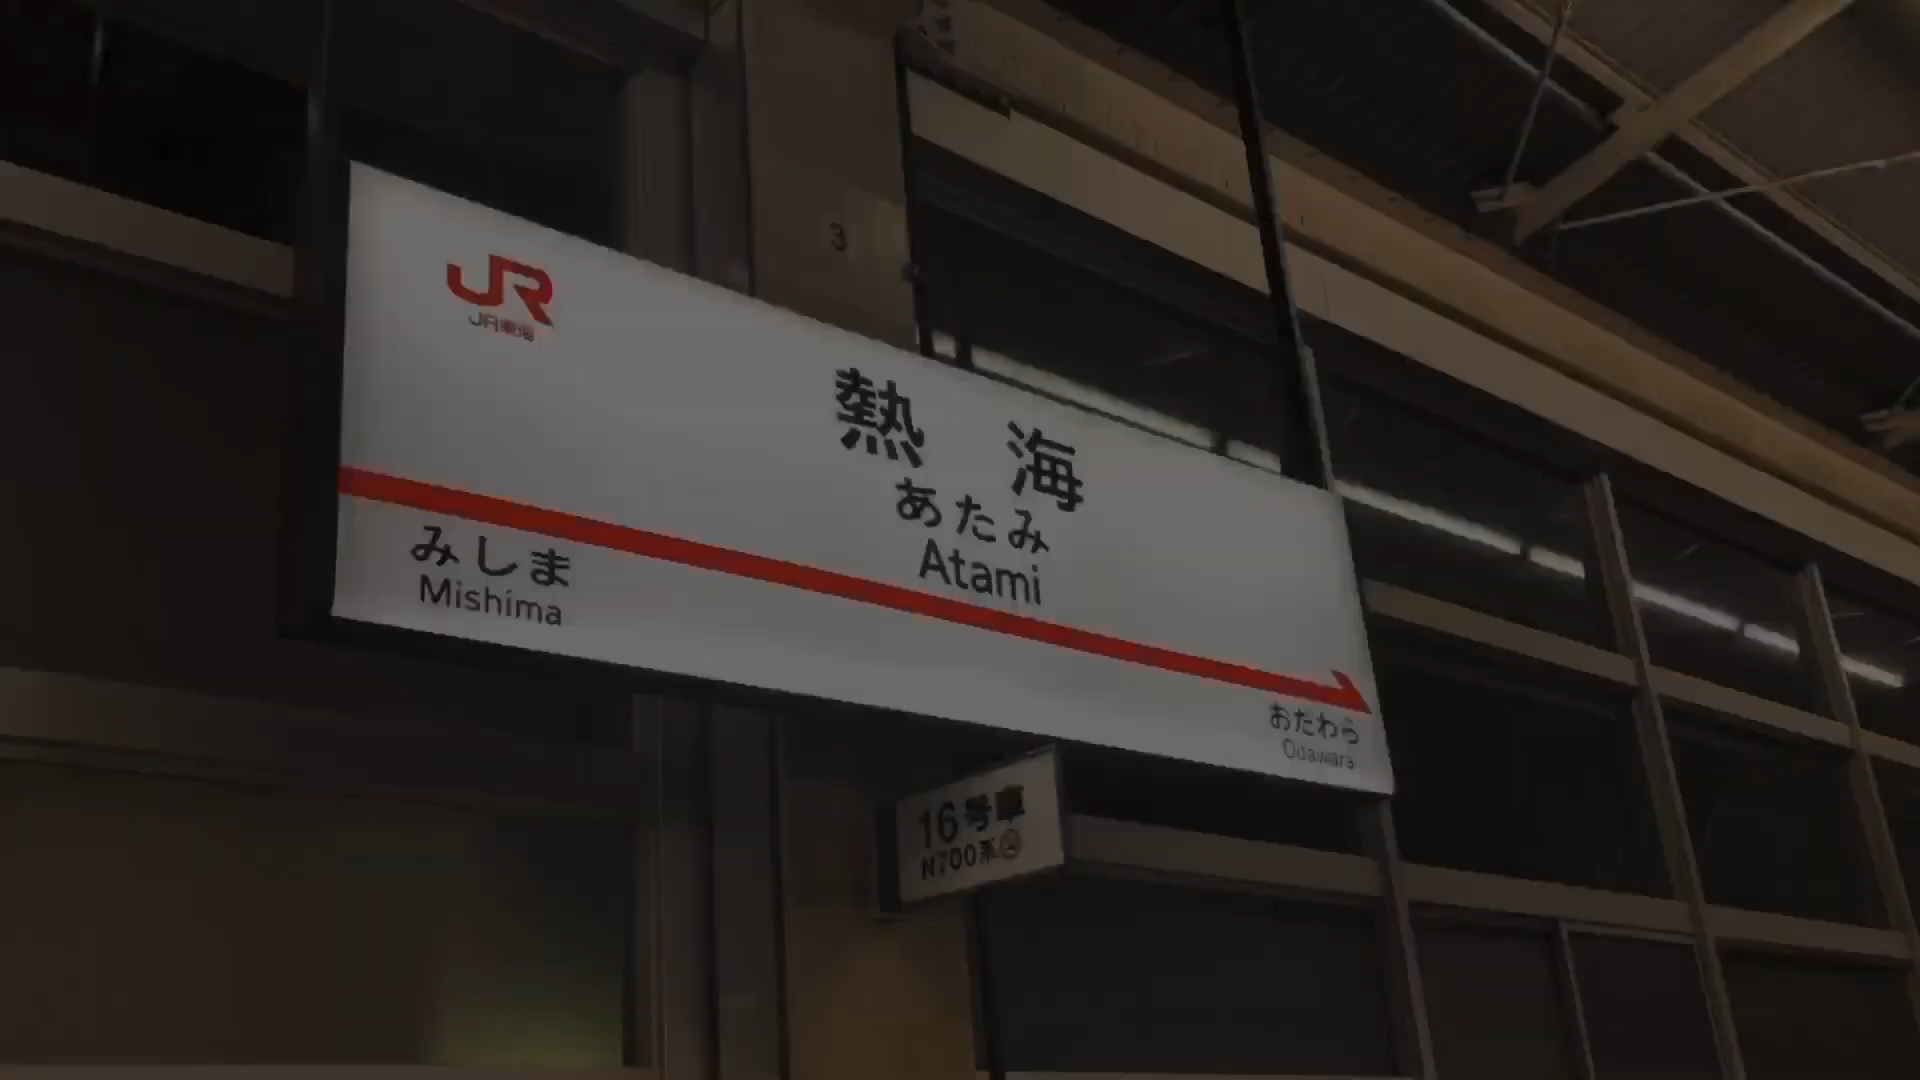 3
JR
JR東海
熱海
あたみ
Atami
みしま
Mishima
おだわら
Odawara
16号車
N700系